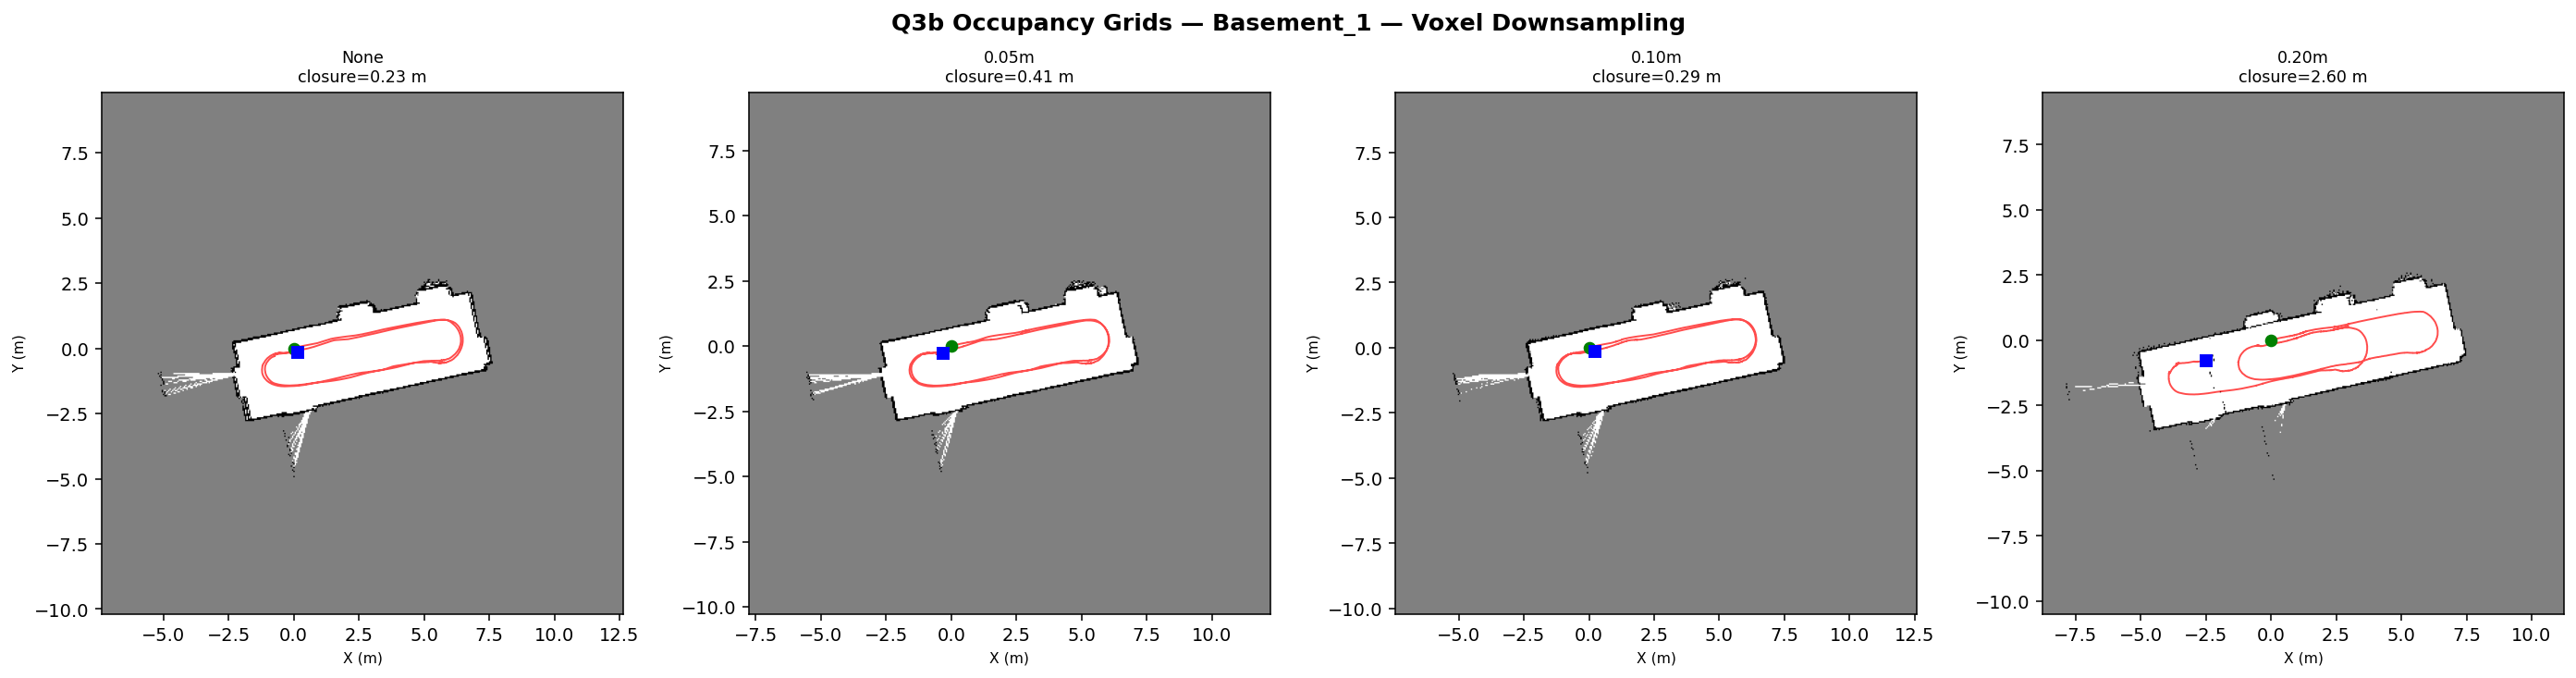 Q3b Occupancy Grids — Basement_1 — Voxel Downsampling
None
closure=0.23 m
7.5
5.0
2.5
0.0
−2.5
−5.0
−7.5
−10.0
Y (m)
−5.0 −2.5 0.0 2.5 5.0 7.5 10.0 12.5
X (m)
0.05m
closure=0.41 m
7.5
5.0
2.5
0.0
−2.5
−5.0
−7.5
−10.0
Y (m)
−7.5 −5.0 −2.5 0.0 2.5 5.0 7.5 10.0
X (m)
0.10m
closure=0.29 m
7.5
5.0
2.5
0.0
−2.5
−5.0
−7.5
−10.0
Y (m)
−5.0 −2.5 0.0 2.5 5.0 7.5 10.0 12.5
X (m)
0.20m
closure=2.60 m
7.5
5.0
2.5
0.0
−2.5
−5.0
−7.5
−10.0
Y (m)
−7.5 −5.0 −2.5 0.0 2.5 5.0 7.5 10.0
X (m)